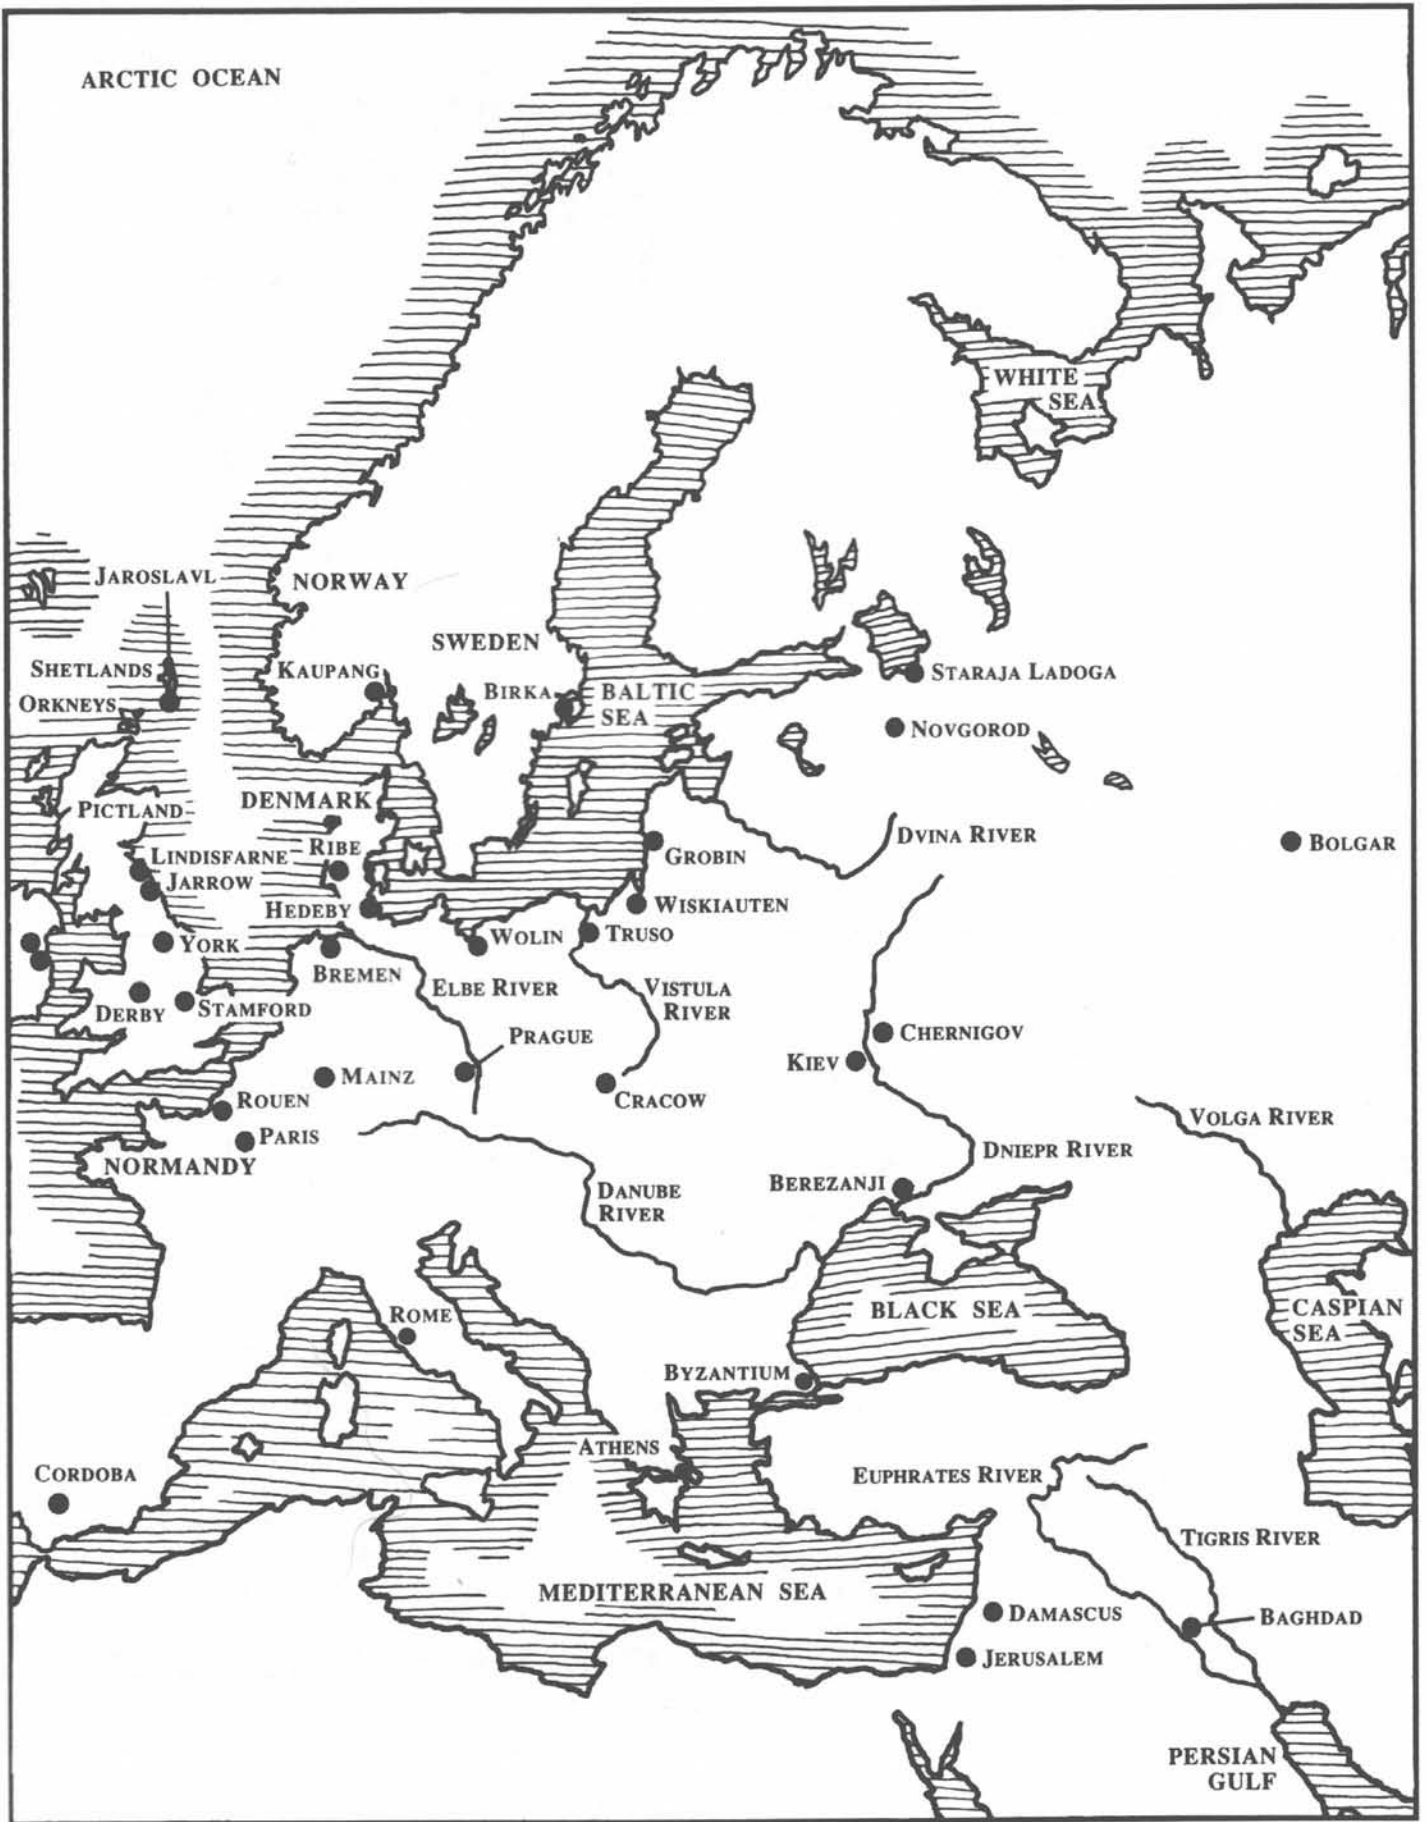 ARCTIC OCEAN
WHITE
SEA
JAROSLAVL
NORWAY
SWEDEN
SHETLANDS
KAUPANG
STARAJA LADOGA
ORKNEYS
BIRKA
BALTIC
SEA
NOVGOROD
PICTLAND
DENMARK
DVINA RIVER
BOLGAR
LINDISFARNE
RIBE
GROBIN
JARROW
HEDEBY
WISKIAUTEN
YORK
WOLIN
TRUSO
BREMEN
ELBE RIVER
VISTULA
RIVER
DERBY
STAMFORD
PRAGUE
CHERNIGOV
KIEV
MAINZ
ROUEN
CRACOW
PARIS
VOLGA RIVER
NORMANDY
DNIEPR RIVER
BEREZANJI
DANUBE
RIVER
ROME
BLACK SEA
CASPIAN
SEA
BYZANTIUM
ATHENS
CORDOBA
EUPHRATES RIVER
TIGRIS RIVER
MEDITERRANEAN SEA
DAMASCUS
BAGHDAD
JERUSALEM
PERSIAN
GULF